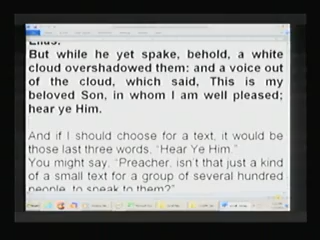 Elias.
But while he yet spake, behold, a white
cloud overshadowed them: and a voice out
of the cloud, which said, This is my
beloved Son, in whom I am well pleased;
hear ye Him.
And if I should choose for a text, it would be
those last three words, “Hear Ye Him.”
You might say, “Preacher, isn’t that just a kind
of a small text for a group of several hundred
people, to speak to them?”